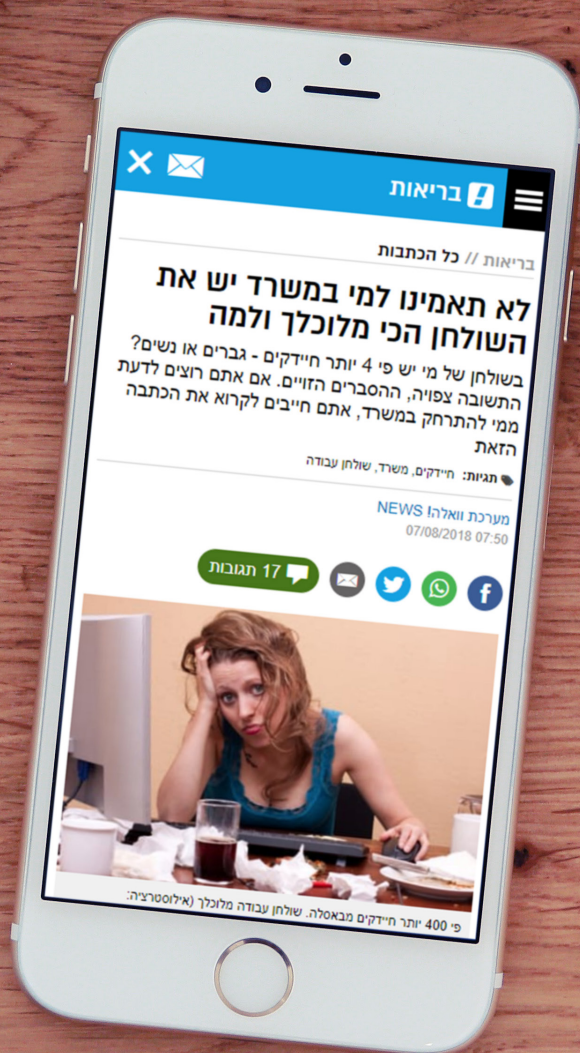 בריאות
בריאות // כל הכתבות
לא תאמינו למי במשרד יש את
השולחן הכי מלוכלך ולמה
בשולחן של מי יש פי 4 יותר חיידקים - גברים או נשים?
התשובה צפויה, ההסברים הזויים. אם אתם רוצים לדעת
ממי להתרחק במשרד, אתם חייבים לקרוא את הכתבה
הזאת
תגיות: חיידקים, משרד, שולחן עבודה
מערכת וואלה! NEWS
07/08/2018 07:50
17 תגובות
פי 400 יותר חיידקים מבאסלה. שולחן עבודה מלוכלך (אילוסטרציה: